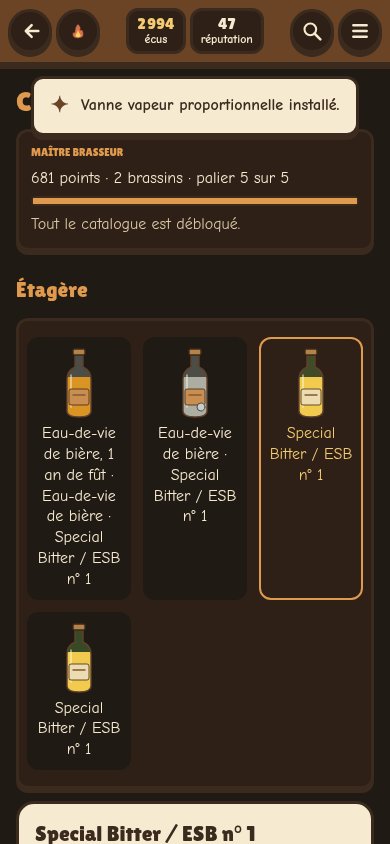 2 994
écus
47
réputation
Vanne vapeur proportionnelle installé.
C
MAÎTRE BRASSEUR
681 points · 2 brassins · palier 5 sur 5
Tout le catalogue est débloqué.
Étagère
Eau-de-vie
de bière, 1
an de fût ·
Eau-de-vie
de bière ·
Special
Bitter / ESB
n° 1
Eau-de-vie
de bière ·
Special
Bitter / ESB
n° 1
Special
Bitter / ESB
n° 1
Special
Bitter / ESB
n° 1
Special Bitter / ESB n° 1